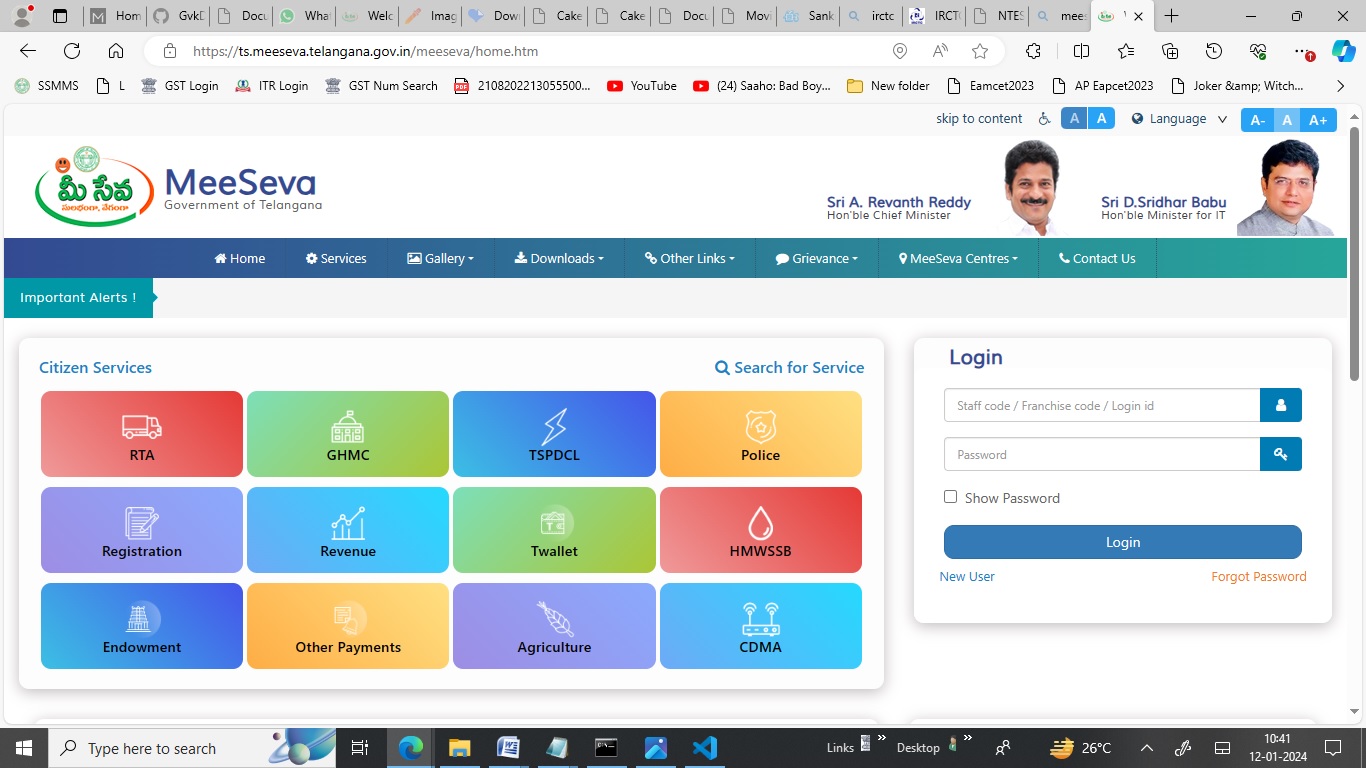 Hom
GvkD
Docu
What
Welc
Imag
Dowi
Cake
Cake
Docu
Movi
Sank
irctc
IRCTC
NTES
mees
https://ts.meeseva.telangana.gov.in/meeseva/home.htm
SSMMS
L
GST Login
ITR Login
GST Num Search
2108202213055500...
YouTube
(24) Saaho: Bad Boy...
New folder
Eamcet2023
AP Eapcet2023
Joker &amp; Witch...
skip to content
A
A
Language
A-
A
A+
మీ సేవ
MeeSeva
Government of Telangana
Sri A. Revanth Reddy
Hon'ble Chief Minister
Sri D.Sridhar Babu
Hon'ble Minister for IT
Home
Services
Gallery
Downloads
Other Links
Grievance
MeeSeva Centres
Contact Us
Important Alerts !
Citizen Services
Search for Service
RTA
GHMC
TSPDCL
Police
Registration
Revenue
Twallet
HMWSSB
Endowment
Other Payments
Agriculture
CDMA
Login
Staff code / Franchise code / Login id
Password
Show Password
Login
New User
Forgot Password
Type here to search
Links
Desktop
26°C
10:41
12-01-2024